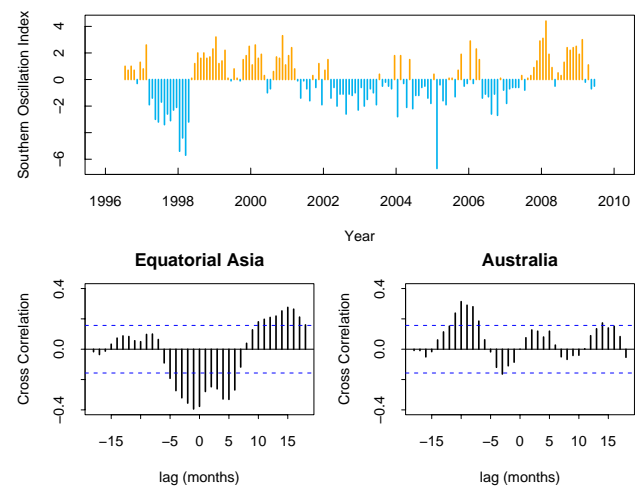 Southern Oscillation Index
4
2
0
−2
−6
1996 1998 2000 2002 2004 2006 2008 2010
Year
Equatorial Asia
Cross Correlation
0.4
0.0
−0.4
−15 −5 0 5 10 15
lag (months)
Australia
Cross Correlation
0.4
0.0
−0.4
−15 −5 0 5 10 15
lag (months)